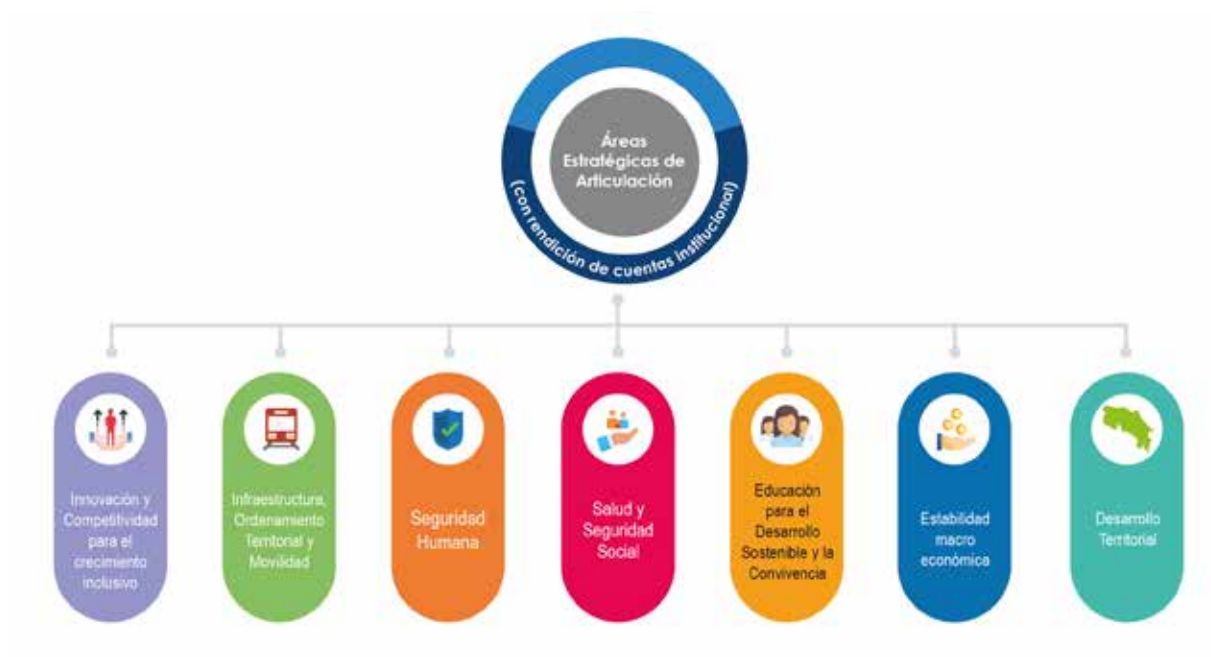 Áreas
Estratégicas de
Articulación
(con rendición de cuentas institucional)
Innovación y
Competitividad
para el
crecimiento
inclusivo
Infraestructura,
Ordenamiento
Territorial y
Movilidad
Seguridad
Humana
Salud y
Seguridad
Social
Educación
para el
Desarrollo
Sostenible y la
Convivencia
Estabilidad
macro
económica
Desarrollo
Territorial